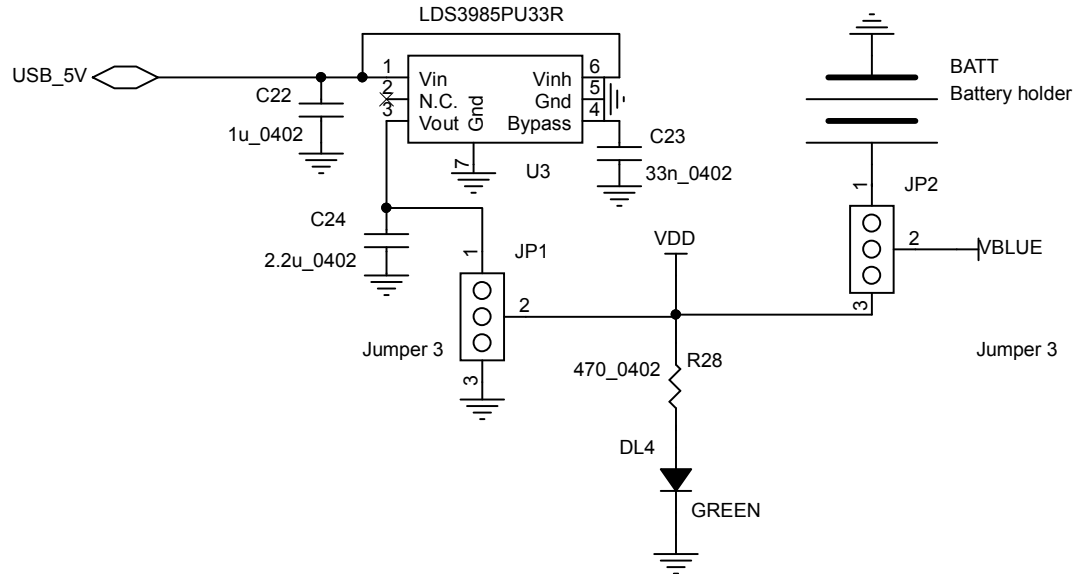 LDS3985PU33R
USB_5V
1
Vin
Vinh
6
2
N.C.
Gnd
5
3
Vout
Gnd
Bypass
4
7
U3
C22
1u_0402
C23
33n_0402
C24
2.2u_0402
BATT
Battery holder
1
JP2
2
VBLUE
3
Jumper 3
1
JP1
2
Jumper 3
3
VDD
470_0402
R28
DL4
GREEN